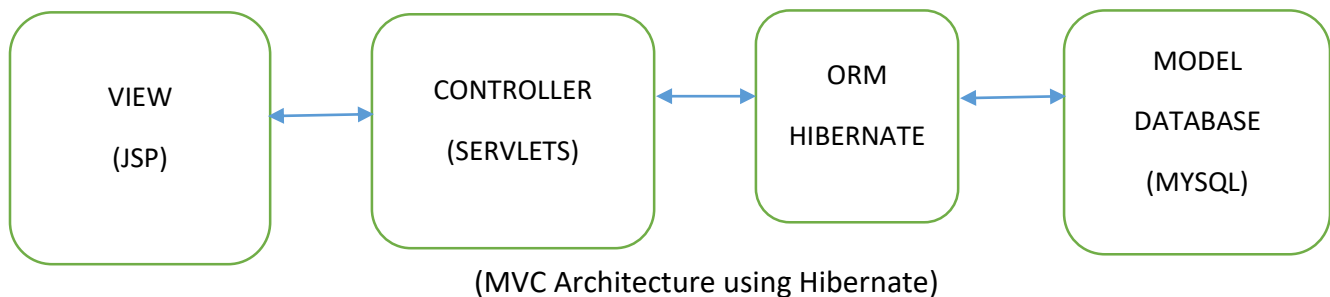 VIEW
(JSP)
CONTROLLER
(SERVLETS)
ORM
HIBERNATE
MODEL
DATABASE
(MYSQL)
(MVC Architecture using Hibernate)